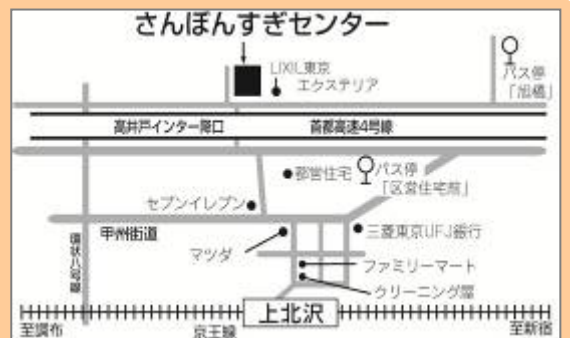 さんぼんすぎセンター
LIXIL東京
エクステリア
バス停
「旭橋」
高井戸インター降口
首都高速4号線
都営住宅
バス停
「区営住宅前」
セブンイレブン
甲州街道
三菱東京UFJ銀行
環状八号線
マツダ
ファミリーマート
クリーニング屋
上北沢
至調布
京王線
至新宿